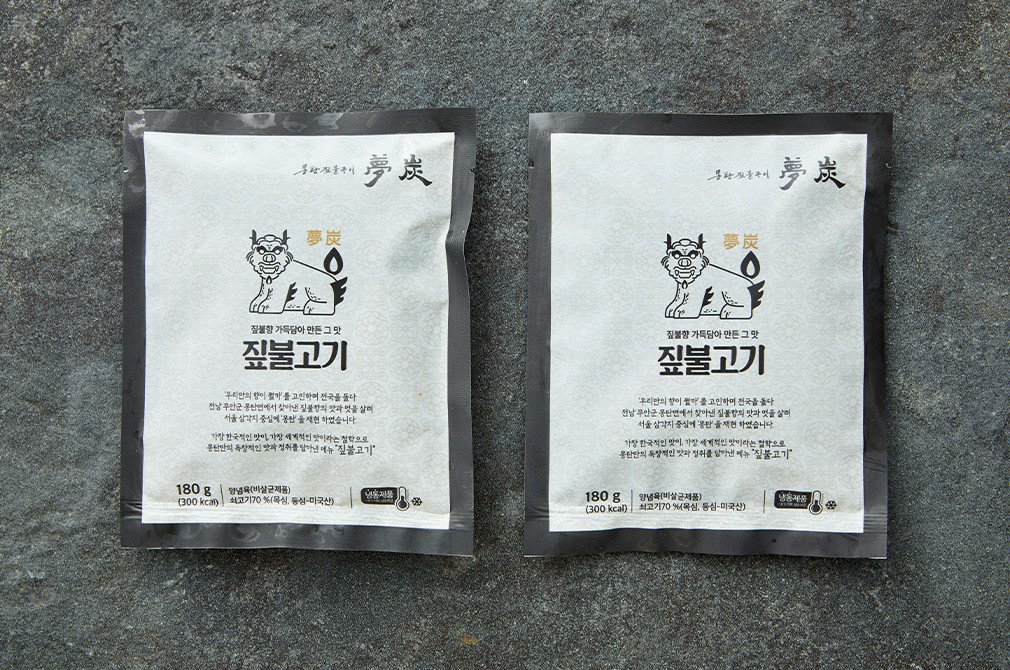 몽탄짚불구이 夢炭
夢炭
짚불향 가득담아 만든 그 맛
짚불고기
'우리만의 향이 뭘까'를 고민하며 전국을 돌다
전남 무안군 몽탄면에서 찾아낸 짚불향의 맛과 멋을 살려
서울 삼각지 중심에 '몽탄'을 재현 하였습니다.
가장 한국적인 맛이, 가장 세계적인 맛이라는 철학으로
몽탄만의 독창적인 맛과 정취를 담아낸 메뉴 "짚불고기"
180 g
(300 kcal)
양념육(비살균제품)
쇠고기70 %(목심, 등심-미국산)
냉동제품
몽탄짚불구이 夢炭
夢炭
짚불향 가득담아 만든 그 맛
짚불고기
'우리만의 향이 뭘까'를 고민하며 전국을 돌다
전남 무안군 몽탄면에서 찾아낸 짚불향의 맛과 멋을 살려
서울 삼각지 중심에 '몽탄'을 재현 하였습니다.
가장 한국적인 맛이, 가장 세계적인 맛이라는 철학으로
몽탄만의 독창적인 맛과 정취를 담아낸 메뉴 "짚불고기"
180 g
(300 kcal)
양념육(비살균제품)
쇠고기70 %(목심, 등심-미국산)
냉동제품